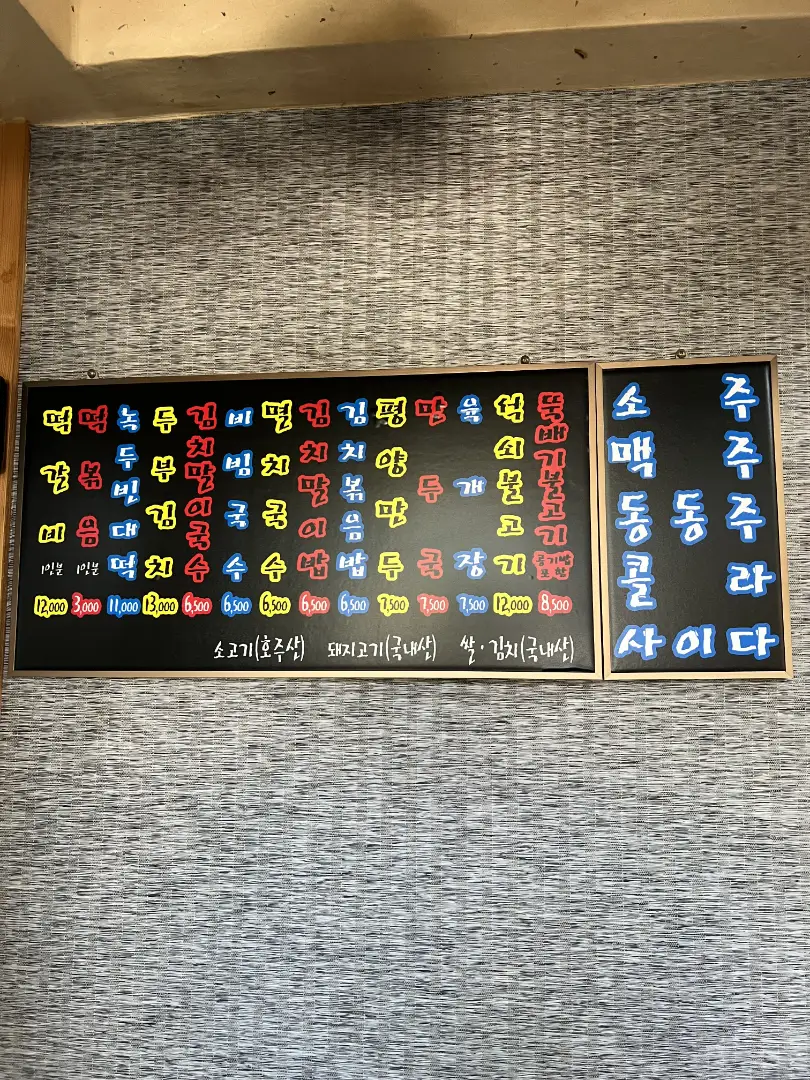 떡갈비 1인분 12,000
떡볶음 1인분 3,000
녹두빈대떡 11,000
두부김치 13,000
김치말이국수 6,500
비빔국수 6,500
멸치국수 6,500
김치말이밥 6,500
김치볶음밥 6,500
평양만두 7,500
만두국 7,500
육개장 7,500
석쇠불고기 12,000
뚝배기불고기 공기밥포함 8,500
소고기(호주산) 돼지고기(국내산) 쌀·김치(국내산)
소주
맥주
동동주
콜라
사이다